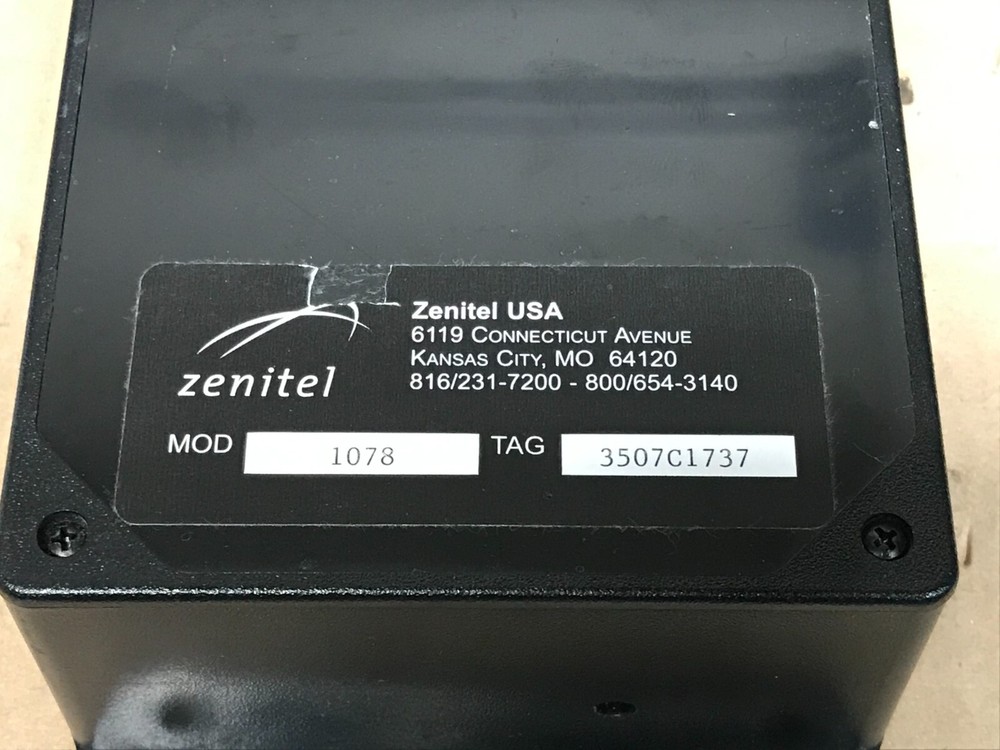 zenitel
Zenitel USA
6119 CONNECTICUT AVENUE
KANSAS CITY, MO 64120
816/231-7200 - 800/654-3140
MOD 1078 TAG 3507C1737